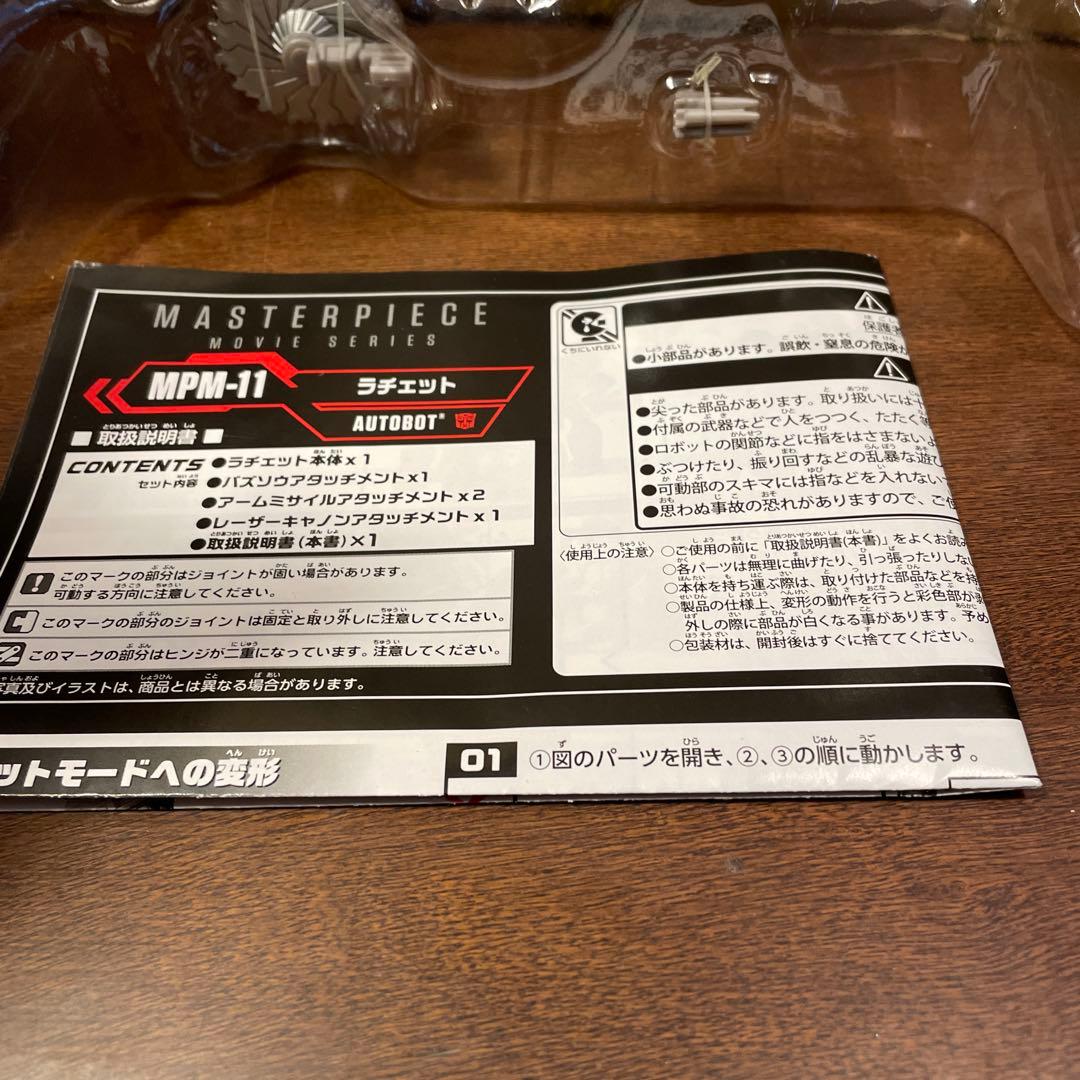 MASTERPIECE
MOVIE SERIES
MPM-11
ラチェット
AUTOBOT
■ 取扱説明書 ■
CONTENTS
セット内容
●ラチェット本体x1
●バズソウアタッチメントx1
●アームミサイルアタッチメントx2
●レーザーキャノンアタッチメントx1
●取扱説明書(本書)×1
このマークの部分はジョイントが固い場合があります。
可動する方向に注意してください。
このマークの部分のジョイントは固定と取り外しに注意してください。
このマークの部分はヒンジが二重になっています。注意してください。
写真及びイラストは、商品とは異なる場合があります。
くちにいれない
保護者
●小部品があります。誤飲・窒息の危険が
●尖った部品があります。取り扱いには
●付属の武器などで人をつつく、たたく等
●ロボットの関節などに指をはさまないよ
●ぶつけたり、振り回すなどの乱暴な遊び
●可動部のスキマには指などを入れない
●思わぬ事故の恐れがありますので、ご使
〈使用上の注意〉○ご使用の前に「取扱説明書(本書)」をよくお読み
○各パーツは無理に曲げたり、引っ張ったりしな
○本体を持ち運ぶ際は、取り付けた部品などを持
○製品の仕様上、変形の動作を行うと彩色部が剥
外しの際に部品が白くなる事があります。予め
○包装材は、開封後はすぐに捨ててください。
ットモードへの変形
01 ①図のパーツを開き、②、③の順に動かします。